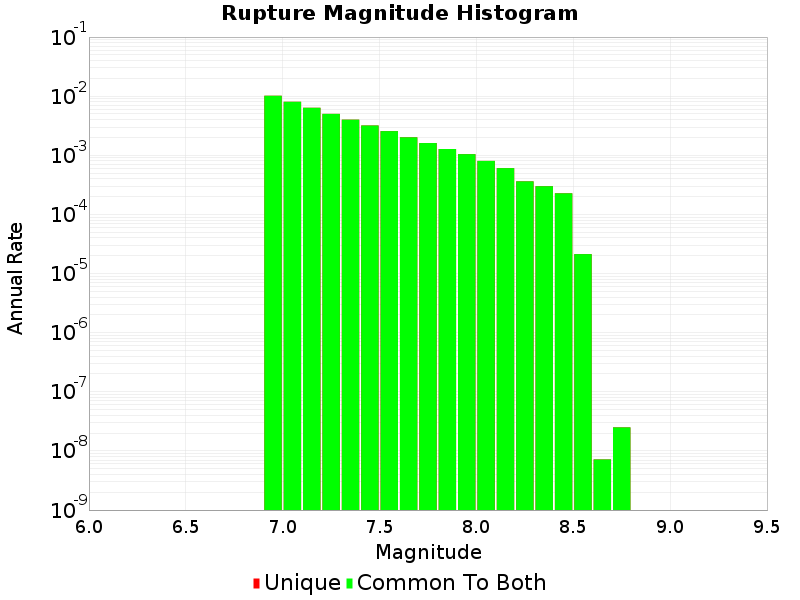 Rupture Magnitude Histogram
10^-1
10^-2
10^-3
10^-4
10^-5
10^-6
10^-7
10^-8
10^-9
Annual Rate
6.0 6.5 7.0 7.5 8.0 8.5 9.0 9.5
Magnitude
Unique Common To Both